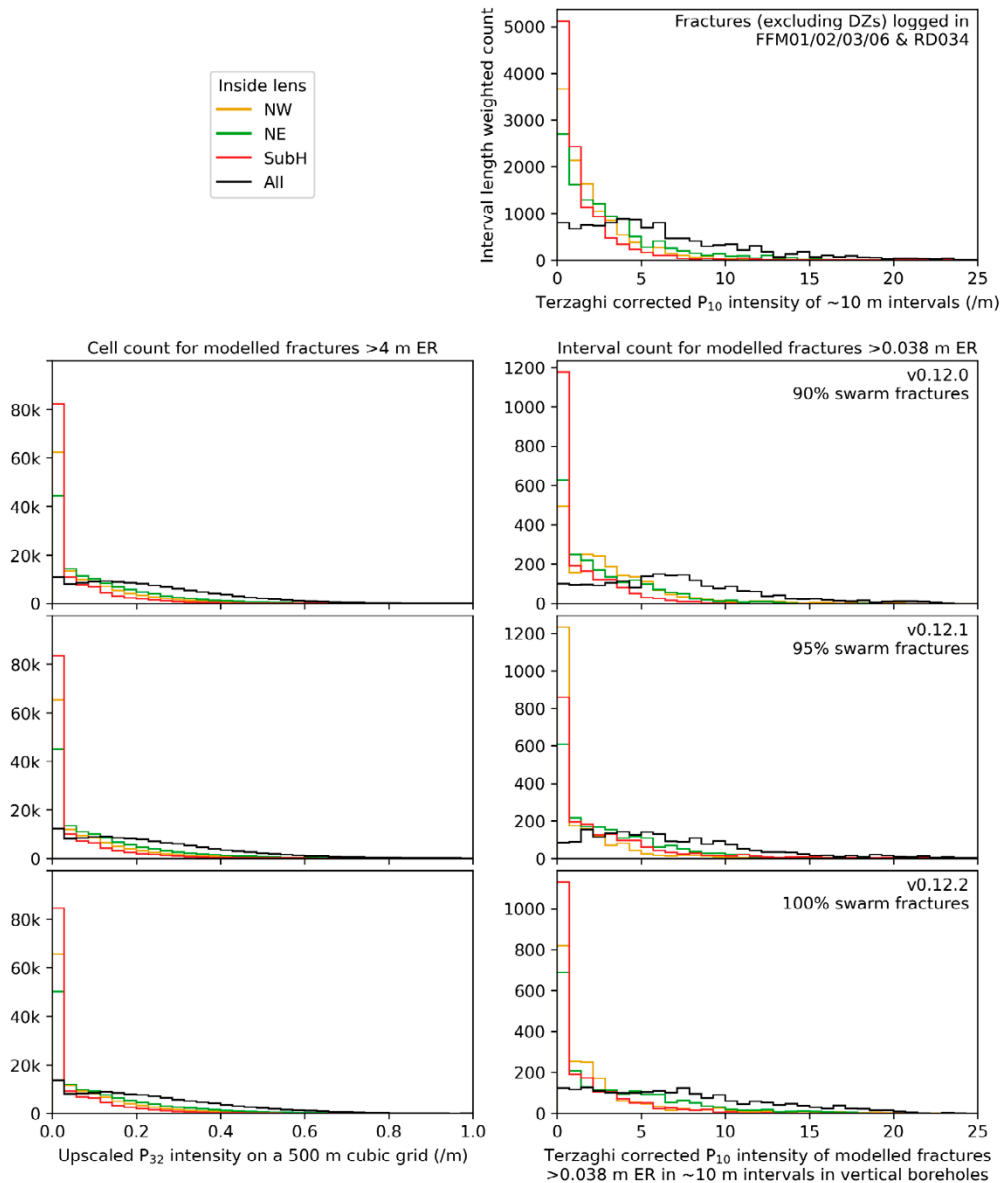 Inside lens
NW
NE
SubH
All
Fractures (excluding DZs) logged in
FFM01/02/03/06 & RD034
Interval length weighted count
5000
4000
3000
2000
1000
0
0 5 10 15 20 25
Terzaghi corrected P₁₀ intensity of ~10 m intervals (/m)
Cell count for modelled fractures >4 m ER
80k
60k
40k
20k
0
Interval count for modelled fractures >0.038 m ER
v0.12.0
90% swarm fractures
1200
1000
800
600
400
200
0
80k
60k
40k
20k
0
v0.12.1
95% swarm fractures
1200
1000
800
600
400
200
0
80k
60k
40k
20k
0
0.0 0.2 0.4 0.6 0.8 1.0
Upscaled P₃₂ intensity on a 500 m cubic grid (/m)
v0.12.2
100% swarm fractures
1000
800
600
400
200
0
0 5 10 15 20 25
Terzaghi corrected P₁₀ intensity of modelled fractures
>0.038 m ER in ~10 m intervals in vertical boreholes